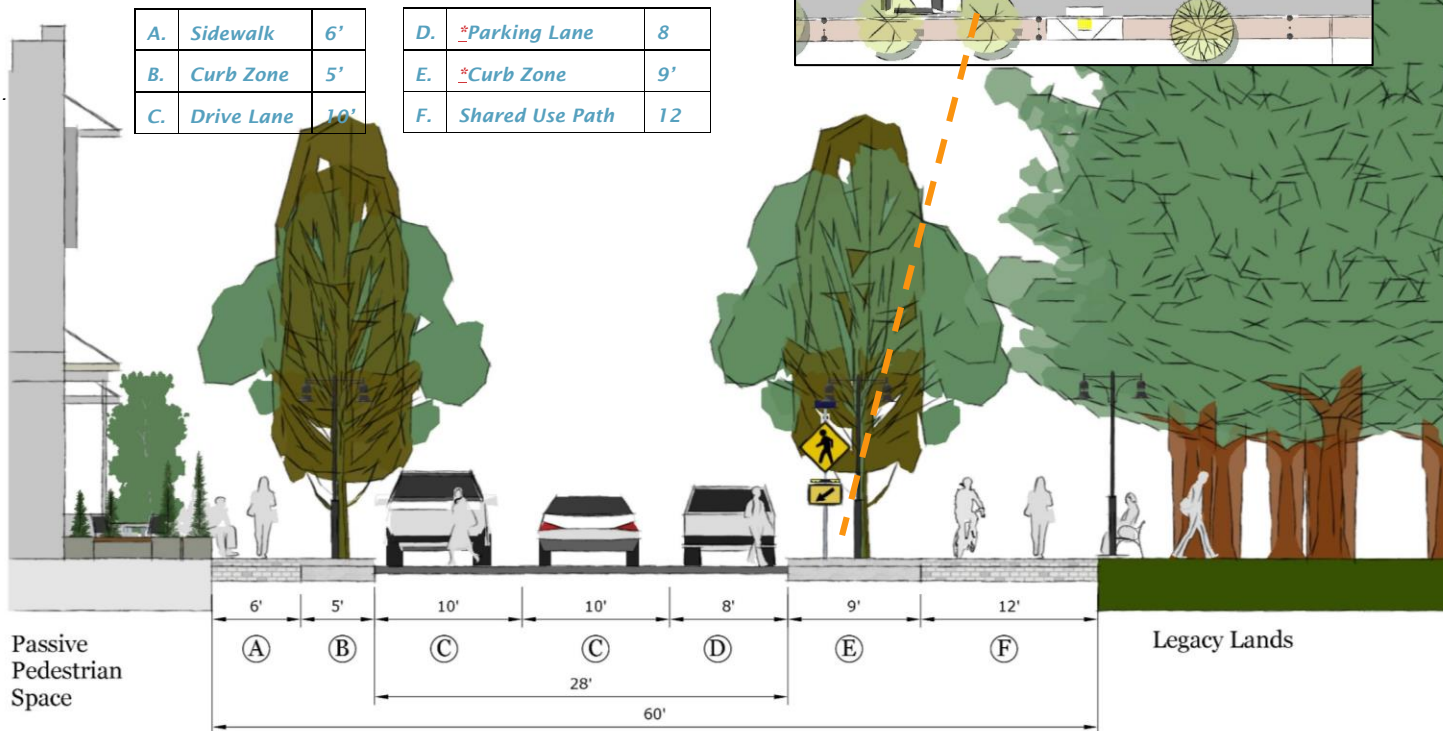 A. Sidewalk 6’
B. Curb Zone 5’
C. Drive Lane 10’
D. *Parking Lane 8
E. *Curb Zone 9’
F. Shared Use Path 12
6' 5' 10' 10' 8' 9' 12'
A B C C D E F
28'
60'
Passive
Pedestrian
Space
Legacy Lands